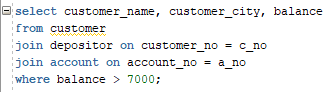 select customer_name, customer_city, balance
from customer
join depositor on customer_no = c_no
join account on account_no = a_no
where balance > 7000;